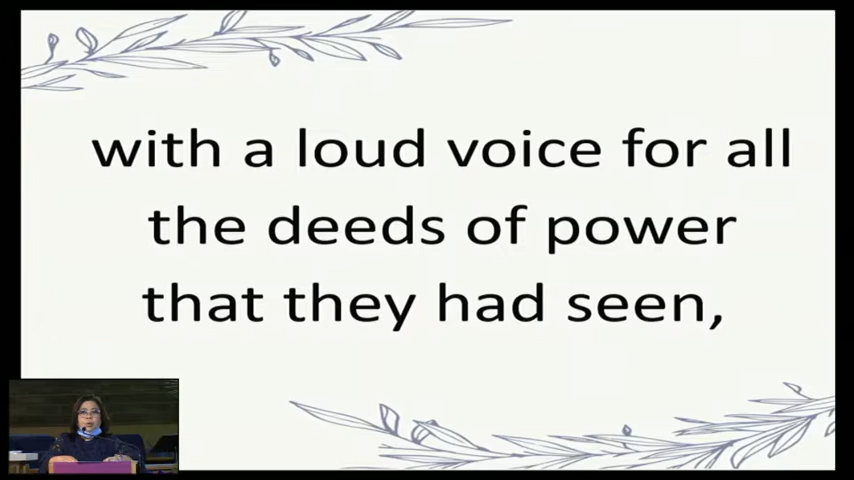 with a loud voice for all
the deeds of power
that they had seen,